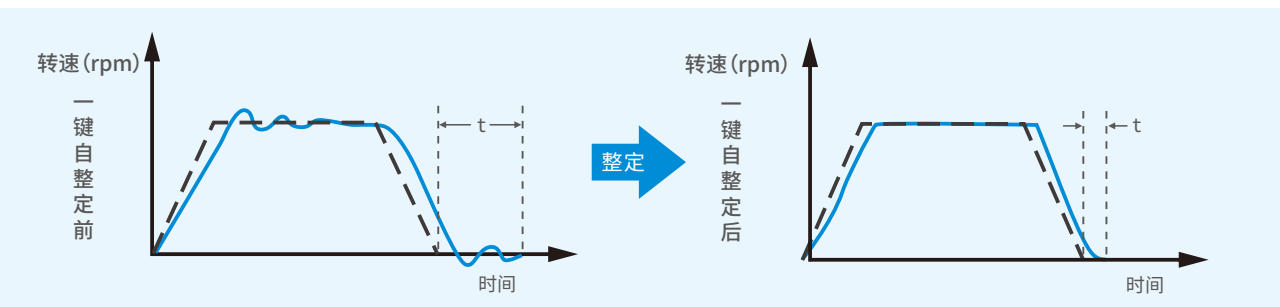 转速（rpm）
一键自整定前
t
时间
整定
转速（rpm）
一键自整定后
t
时间